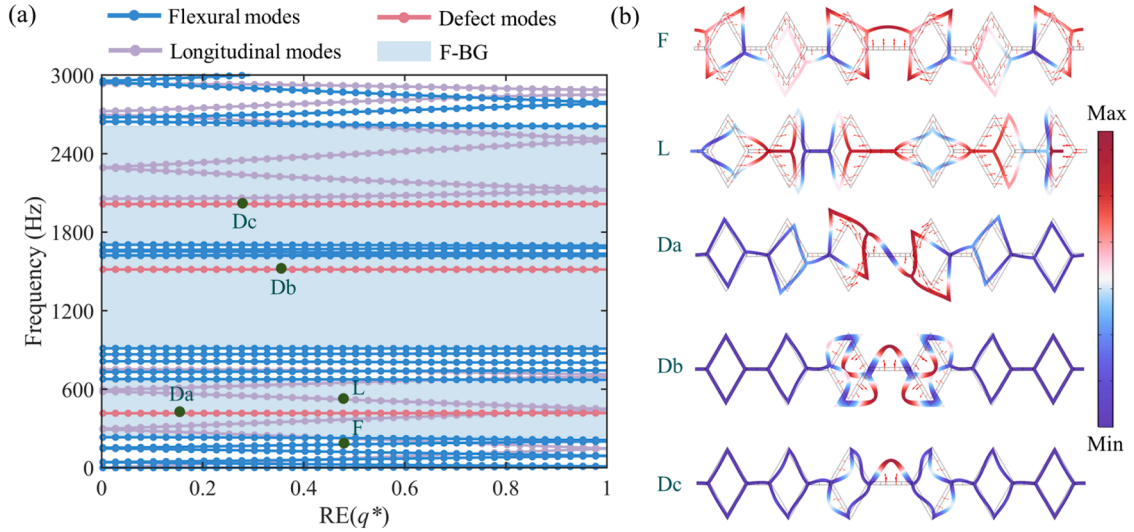 (a)
Flexural modes
Defect modes
Longitudinal modes
F-BG
3000
2400
1800
1200
600
0
Frequency (Hz)
Dc
Db
Da
L
F
0
0.2
0.4
0.6
0.8
1
RE(q*)
(b)
F
L
Da
Db
Dc
Max
Min